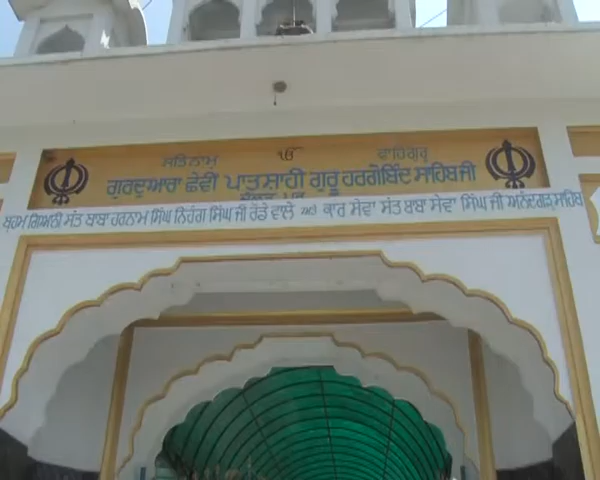 ਸਤਿਨਾਮ ੴ ਵਾਹਿਗੁਰੂ
ਗੁਰਦੁਆਰਾ ਛੇਵੀਂ ਪਾਤਸ਼ਾਹੀ ਗੁਰੂ ਹਰਗੋਬਿੰਦ ਸਾਹਿਬ ਜੀ
ਬ੍ਰਹਮ ਗਿਆਨੀ ਸੰਤ ਬਾਬਾ ਹਰਨਾਮ ਸਿੰਘ ਨਿਹੰਗ ਸਿੰਘ ਜੀ ਰੋਡੇ ਵਾਲੇ ਅਤੇ ਕਾਰ ਸੇਵਾ ਸੰਤ ਬਾਬਾ ਸੇਵਾ ਸਿੰਘ ਜੀ ਅਨੰਦਗੜ੍ਹ ਸਾਹਿਬ